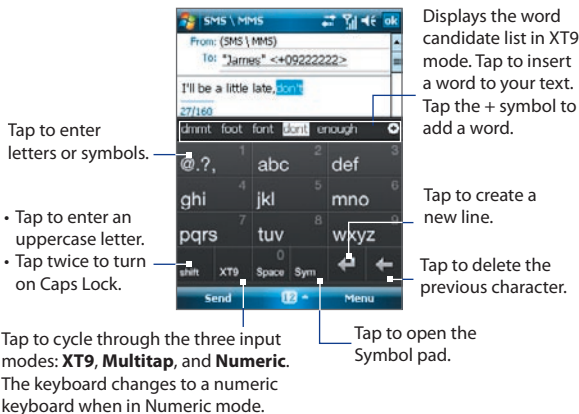 SMS \ MMS
ok
From: (SMS \ MMS)
To: "James" <+09222222>
I'll be a little late,don't
27/160
dmmt foot font dont enough +
1
@.?,
2
abc
3
def
4
ghi
5
jkl
6
mno
7
pqrs
8
tuv
9
wxyz
shift
XT9
0
Space
Sym
Send
12
Menu
Displays the word
candidate list in XT9
mode. Tap to insert
a word to your text.
Tap the + symbol to
add a word.
Tap to enter
letters or symbols.
• Tap to enter an
uppercase letter.
• Tap twice to turn
on Caps Lock.
Tap to create a
new line.
Tap to delete the
previous character.
Tap to cycle through the three input
modes: XT9, Multitap, and Numeric.
The keyboard changes to a numeric
keyboard when in Numeric mode.
Tap to open the
Symbol pad.